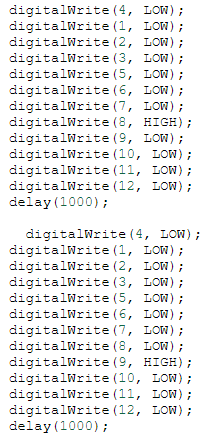 digitalWrite(4, LOW);
digitalWrite(1, LOW);
digitalWrite(2, LOW);
digitalWrite(3, LOW);
digitalWrite(5, LOW);
digitalWrite(6, LOW);
digitalWrite(7, LOW);
digitalWrite(8, HIGH);
digitalWrite(9, LOW);
digitalWrite(10, LOW);
digitalWrite(11, LOW);
digitalWrite(12, LOW);
delay(1000);
digitalWrite(4, LOW);
digitalWrite(1, LOW);
digitalWrite(2, LOW);
digitalWrite(3, LOW);
digitalWrite(5, LOW);
digitalWrite(6, LOW);
digitalWrite(7, LOW);
digitalWrite(8, LOW);
digitalWrite(9, HIGH);
digitalWrite(10, LOW);
digitalWrite(11, LOW);
digitalWrite(12, LOW);
delay(1000);